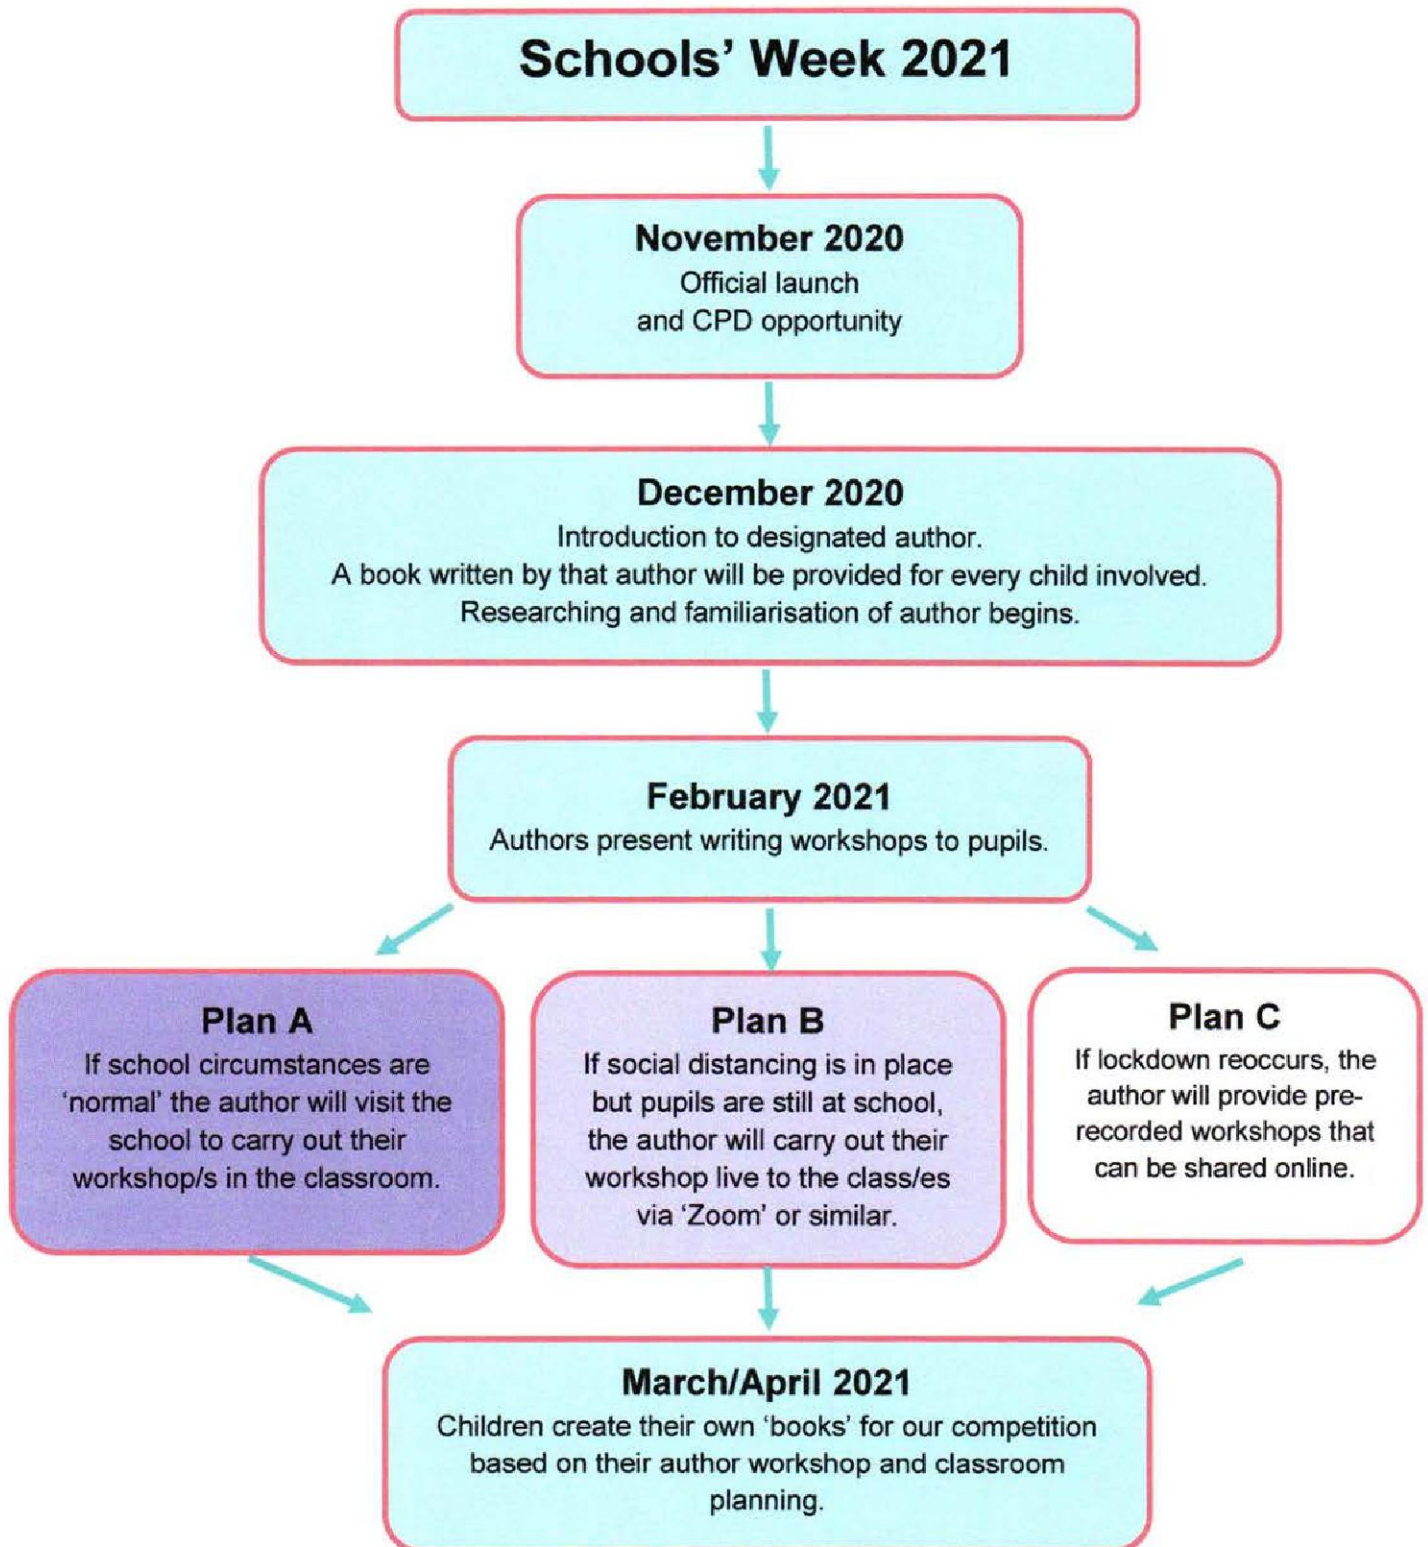 Schools' Week 2021
November 2020
Official launch
and CPD opportunity
December 2020
Introduction to designated author.
A book written by that author will be provided for every child involved.
Researching and familiarisation of author begins.
February 2021
Authors present writing workshops to pupils.
Plan A
If school circumstances are
‘normal’ the author will visit the
school to carry out their
workshop/s in the classroom.
Plan B
If social distancing is in place
but pupils are still at school,
the author will carry out their
workshop live to the class/es
via ‘Zoom’ or similar.
Plan C
If lockdown reoccurs, the
author will provide pre-
recorded workshops that
can be shared online.
March/April 2021
Children create their own ‘books’ for our competition
based on their author workshop and classroom
planning.